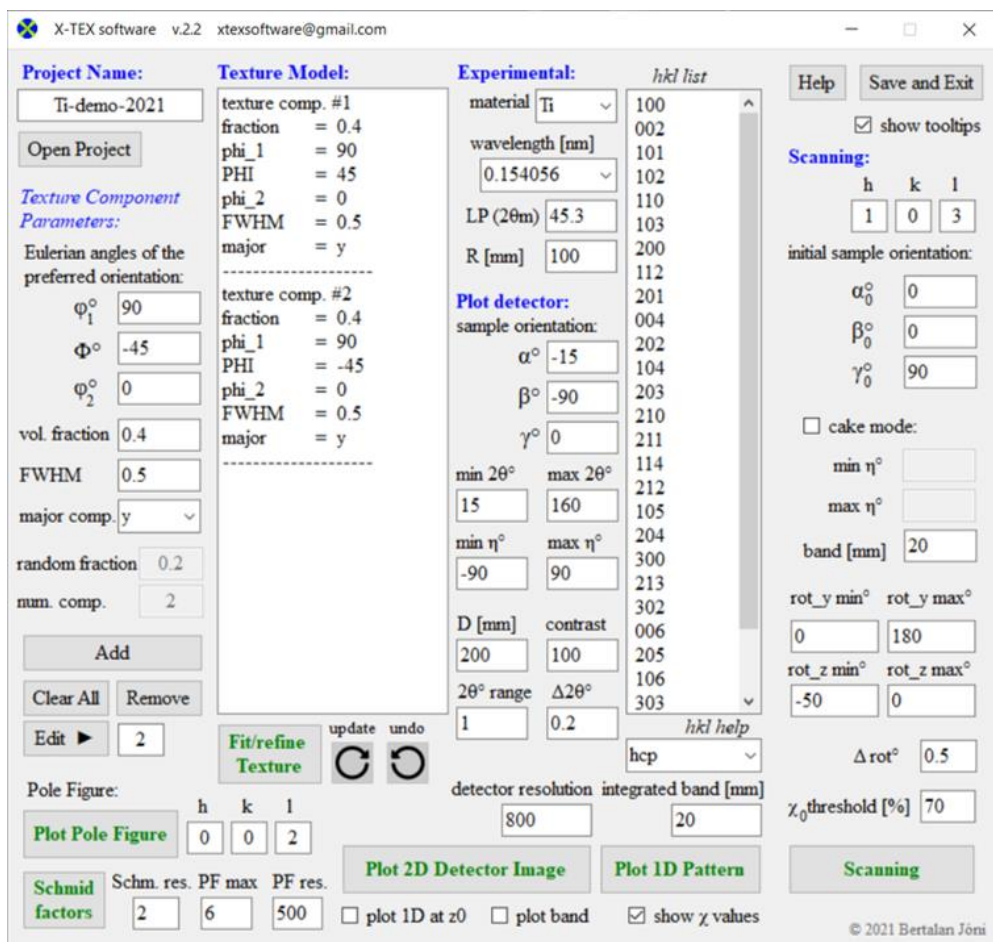 X-TEX software v.2.2 xtexsoftware@gmail.com
Project Name:
Ti-demo-2021
Open Project
Texture Component
Parameters:
Eulerian angles of the
preferred orientation:
φ₁° 90
Φ° -45
φ₂° 0
vol. fraction 0.4
FWHM 0.5
major comp. y
random fraction 0.2
num. comp. 2
Add
Clear All Remove
Edit ► 2
Pole Figure:
h k l
Plot Pole Figure 0 0 2
Schmid
factors
Schm. res. PF max PF res.
2 6 500
Texture Model:
texture comp. #1
fraction = 0.4
phi_1 = 90
PHI = 45
phi_2 = 0
FWHM = 0.5
major = y
--------------------
texture comp. #2
fraction = 0.4
phi_1 = 90
PHI = -45
phi_2 = 0
FWHM = 0.5
major = y
--------------------
Fit/refine
Texture
update undo
Experimental:
material Ti
wavelength [nm]
0.154056
LP (2θm) 45.3
R [mm] 100
Plot detector:
sample orientation:
α° -15
β° -90
γ° 0
min 2θ° max 2θ°
15 160
min η° max η°
-90 90
D [mm] contrast
200 100
2θ° range Δ2θ°
1 0.2
hkl list
100
002
101
102
110
103
200
112
201
004
202
104
203
210
211
114
212
105
204
300
213
302
006
205
106
303
hkl help
hcp
detector resolution integrated band [mm]
800 20
Plot 2D Detector Image Plot 1D Pattern
plot 1D at z0 plot band show χ values
Help Save and Exit
show tooltips
Scanning:
h k l
1 0 3
initial sample orientation:
α₀° 0
β₀° 0
γ₀° 90
cake mode:
min η°
max η°
band [mm] 20
rot_y min° rot_y max°
0 180
rot_z min° rot_z max°
-50 0
Δ rot° 0.5
χ₀threshold [%] 70
Scanning
© 2021 Bertalan Jóni